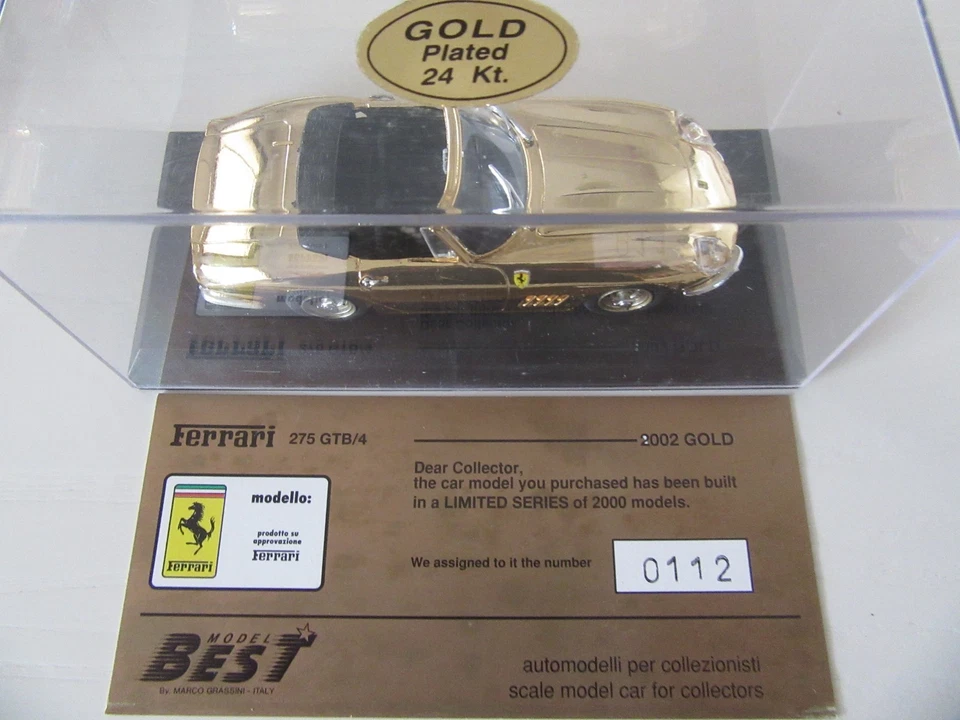 GOLD
Plated
24 Kt.
Ferrari 275 GTB/4 2002 GOLD
Dear Collector,
the car model you purchased has been built
in a LIMITED SERIES of 2000 models.
modello:
prodotto su
approvazione
Ferrari
Ferrari
We assigned to it the number 0112
MODEL
BEST
By. MARCO GRASSINI - ITALY
automodelli per collezionisti
scale model car for collectors